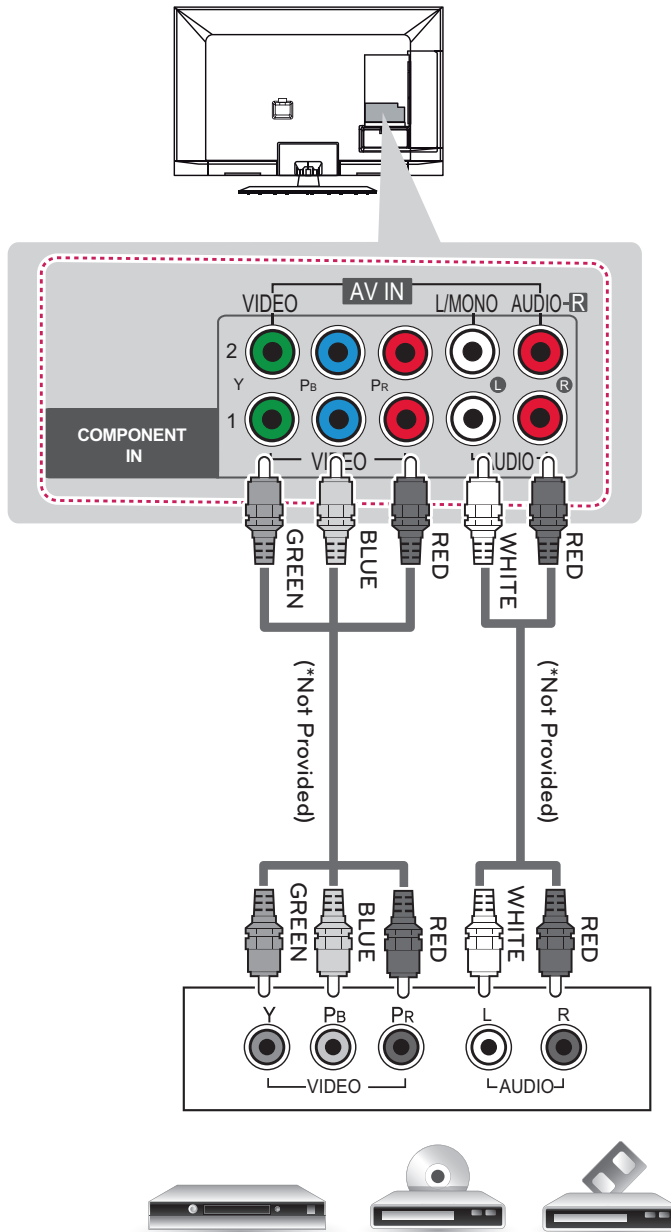 AV IN
VIDEO L/MONO AUDIO R
2
Y PB PR L R
1
COMPONENT
IN
VIDEO AUDIO
GREEN BLUE RED WHITE RED
(*Not Provided) (*Not Provided)
GREEN BLUE RED WHITE RED
Y PB PR L R
VIDEO AUDIO